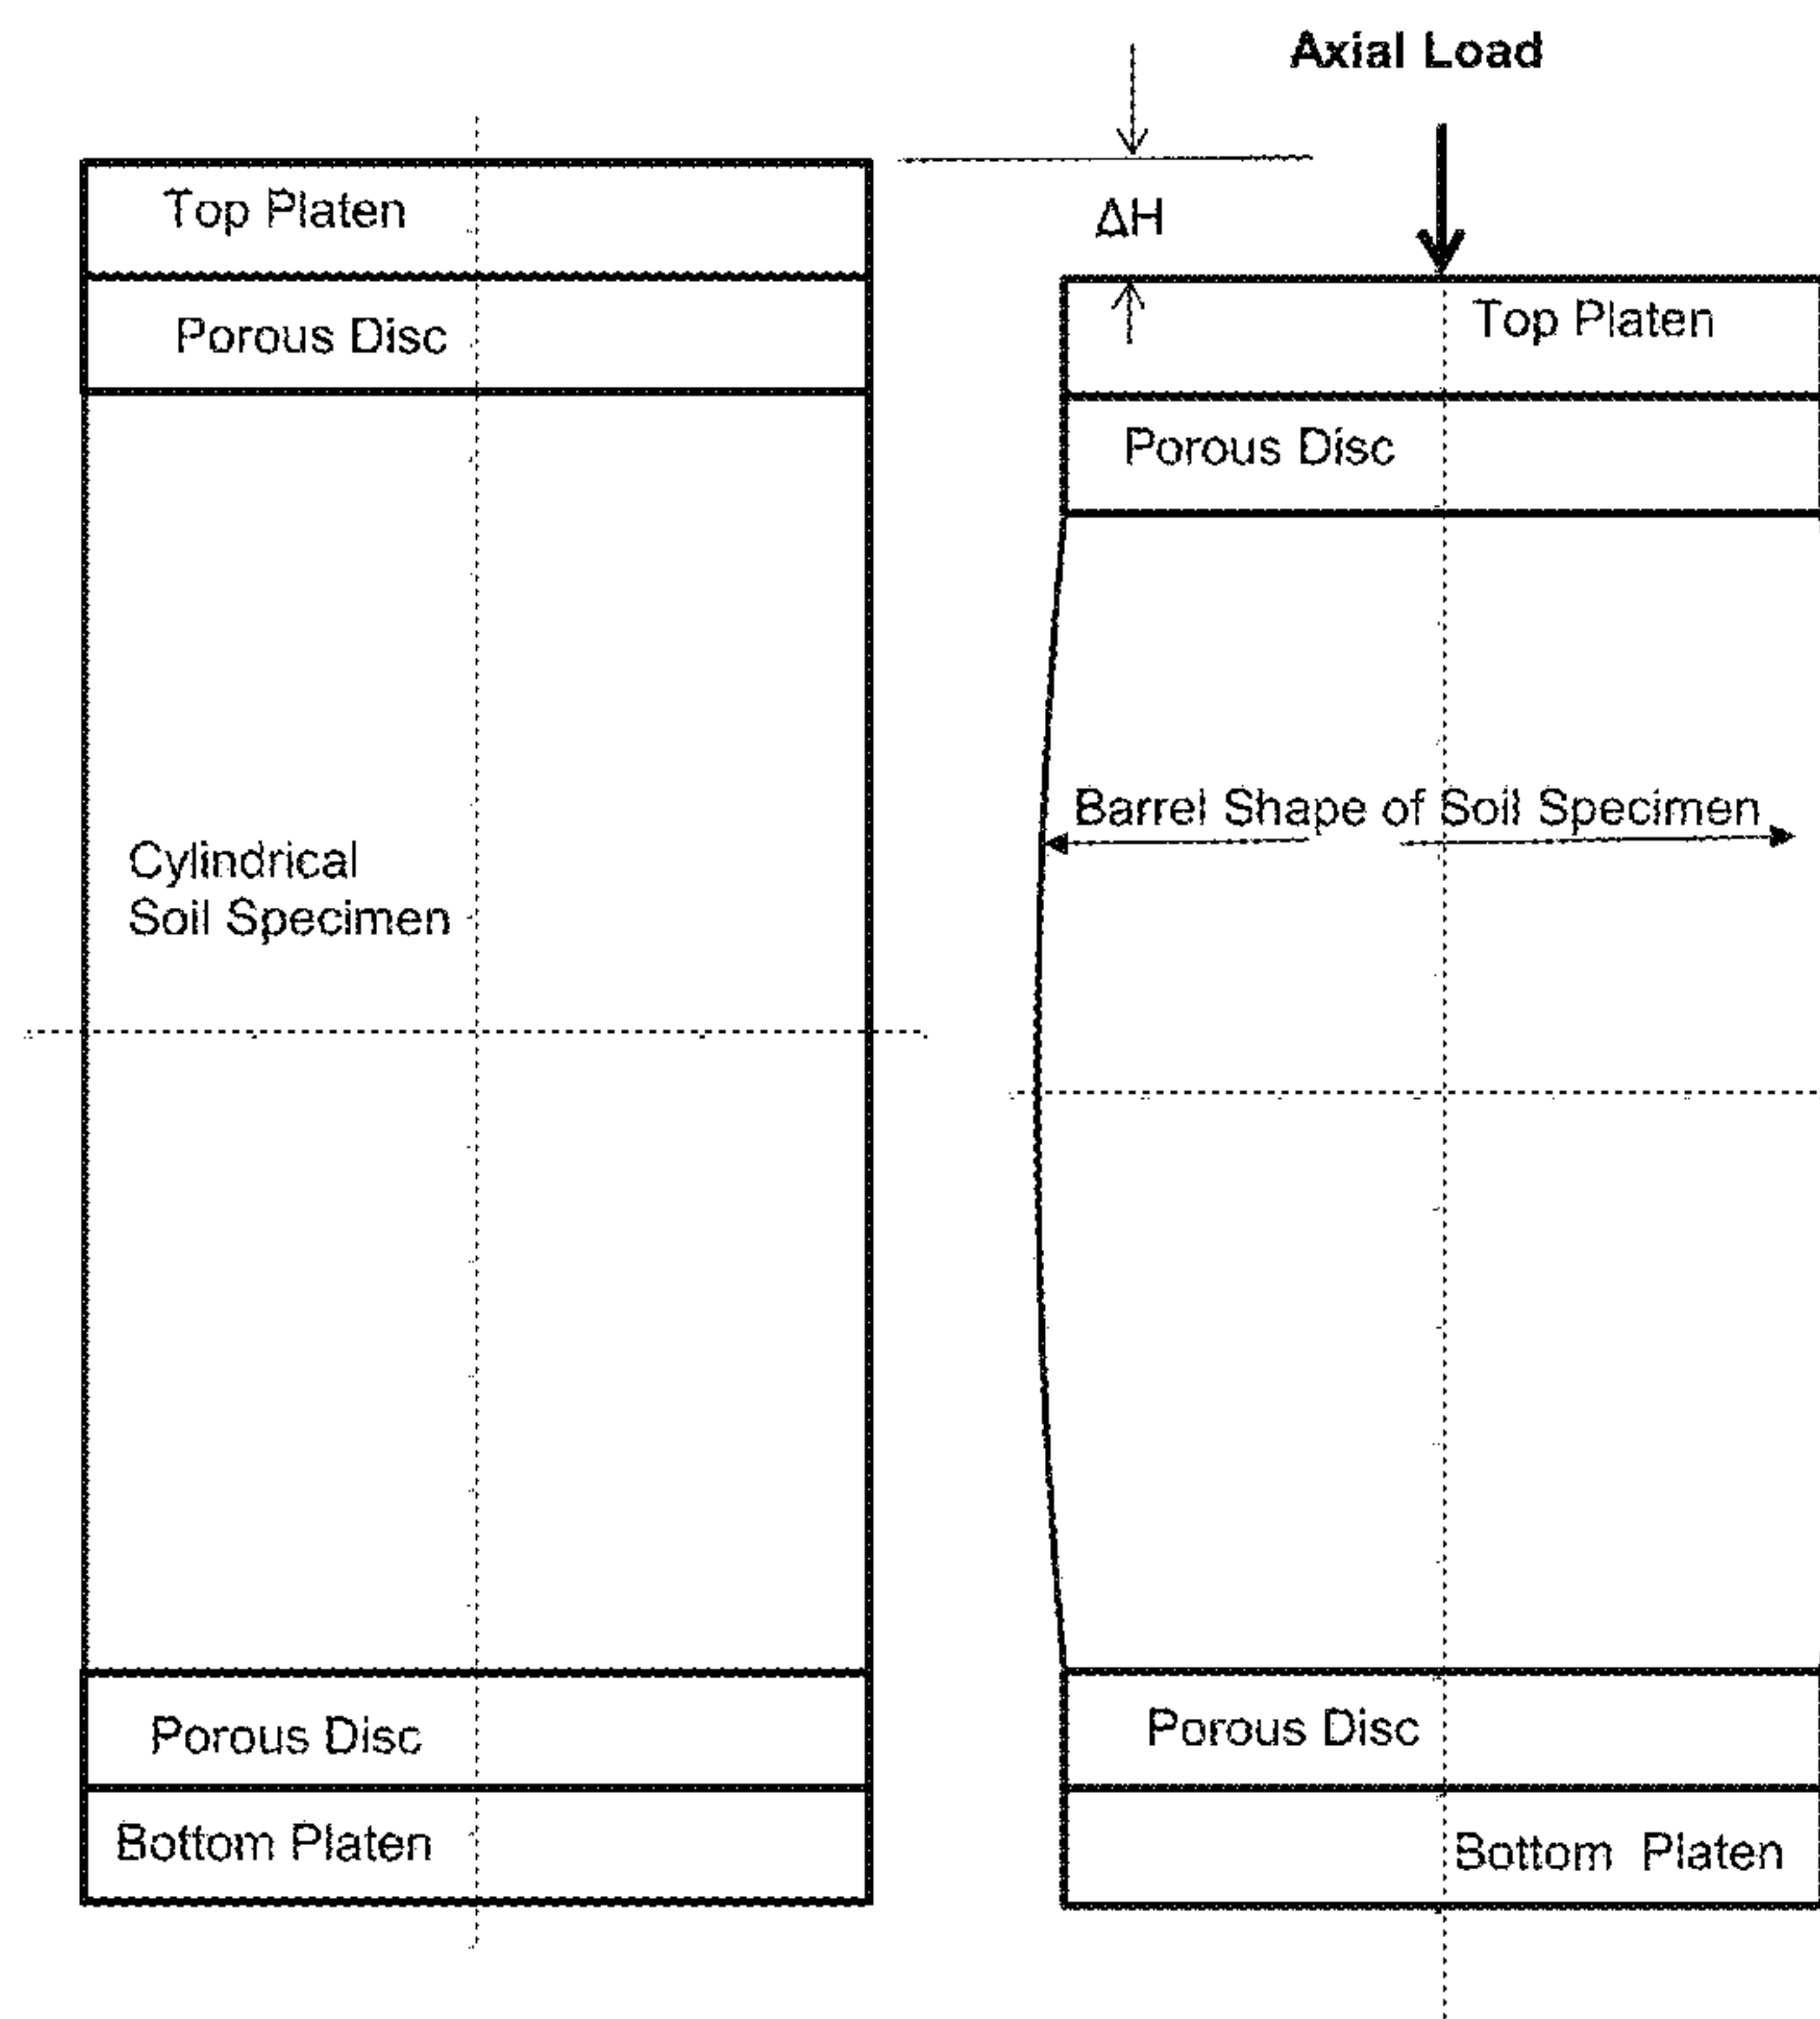 Top Platen
Porous Disc
Cylindrical
Soil Specimen
Porous Disc
Bottom Platen
Axial Load
ΔH
Top Platen
Porous Disc
Barrel Shape of Soil Specimen
Porous Disc
Bottom Platen